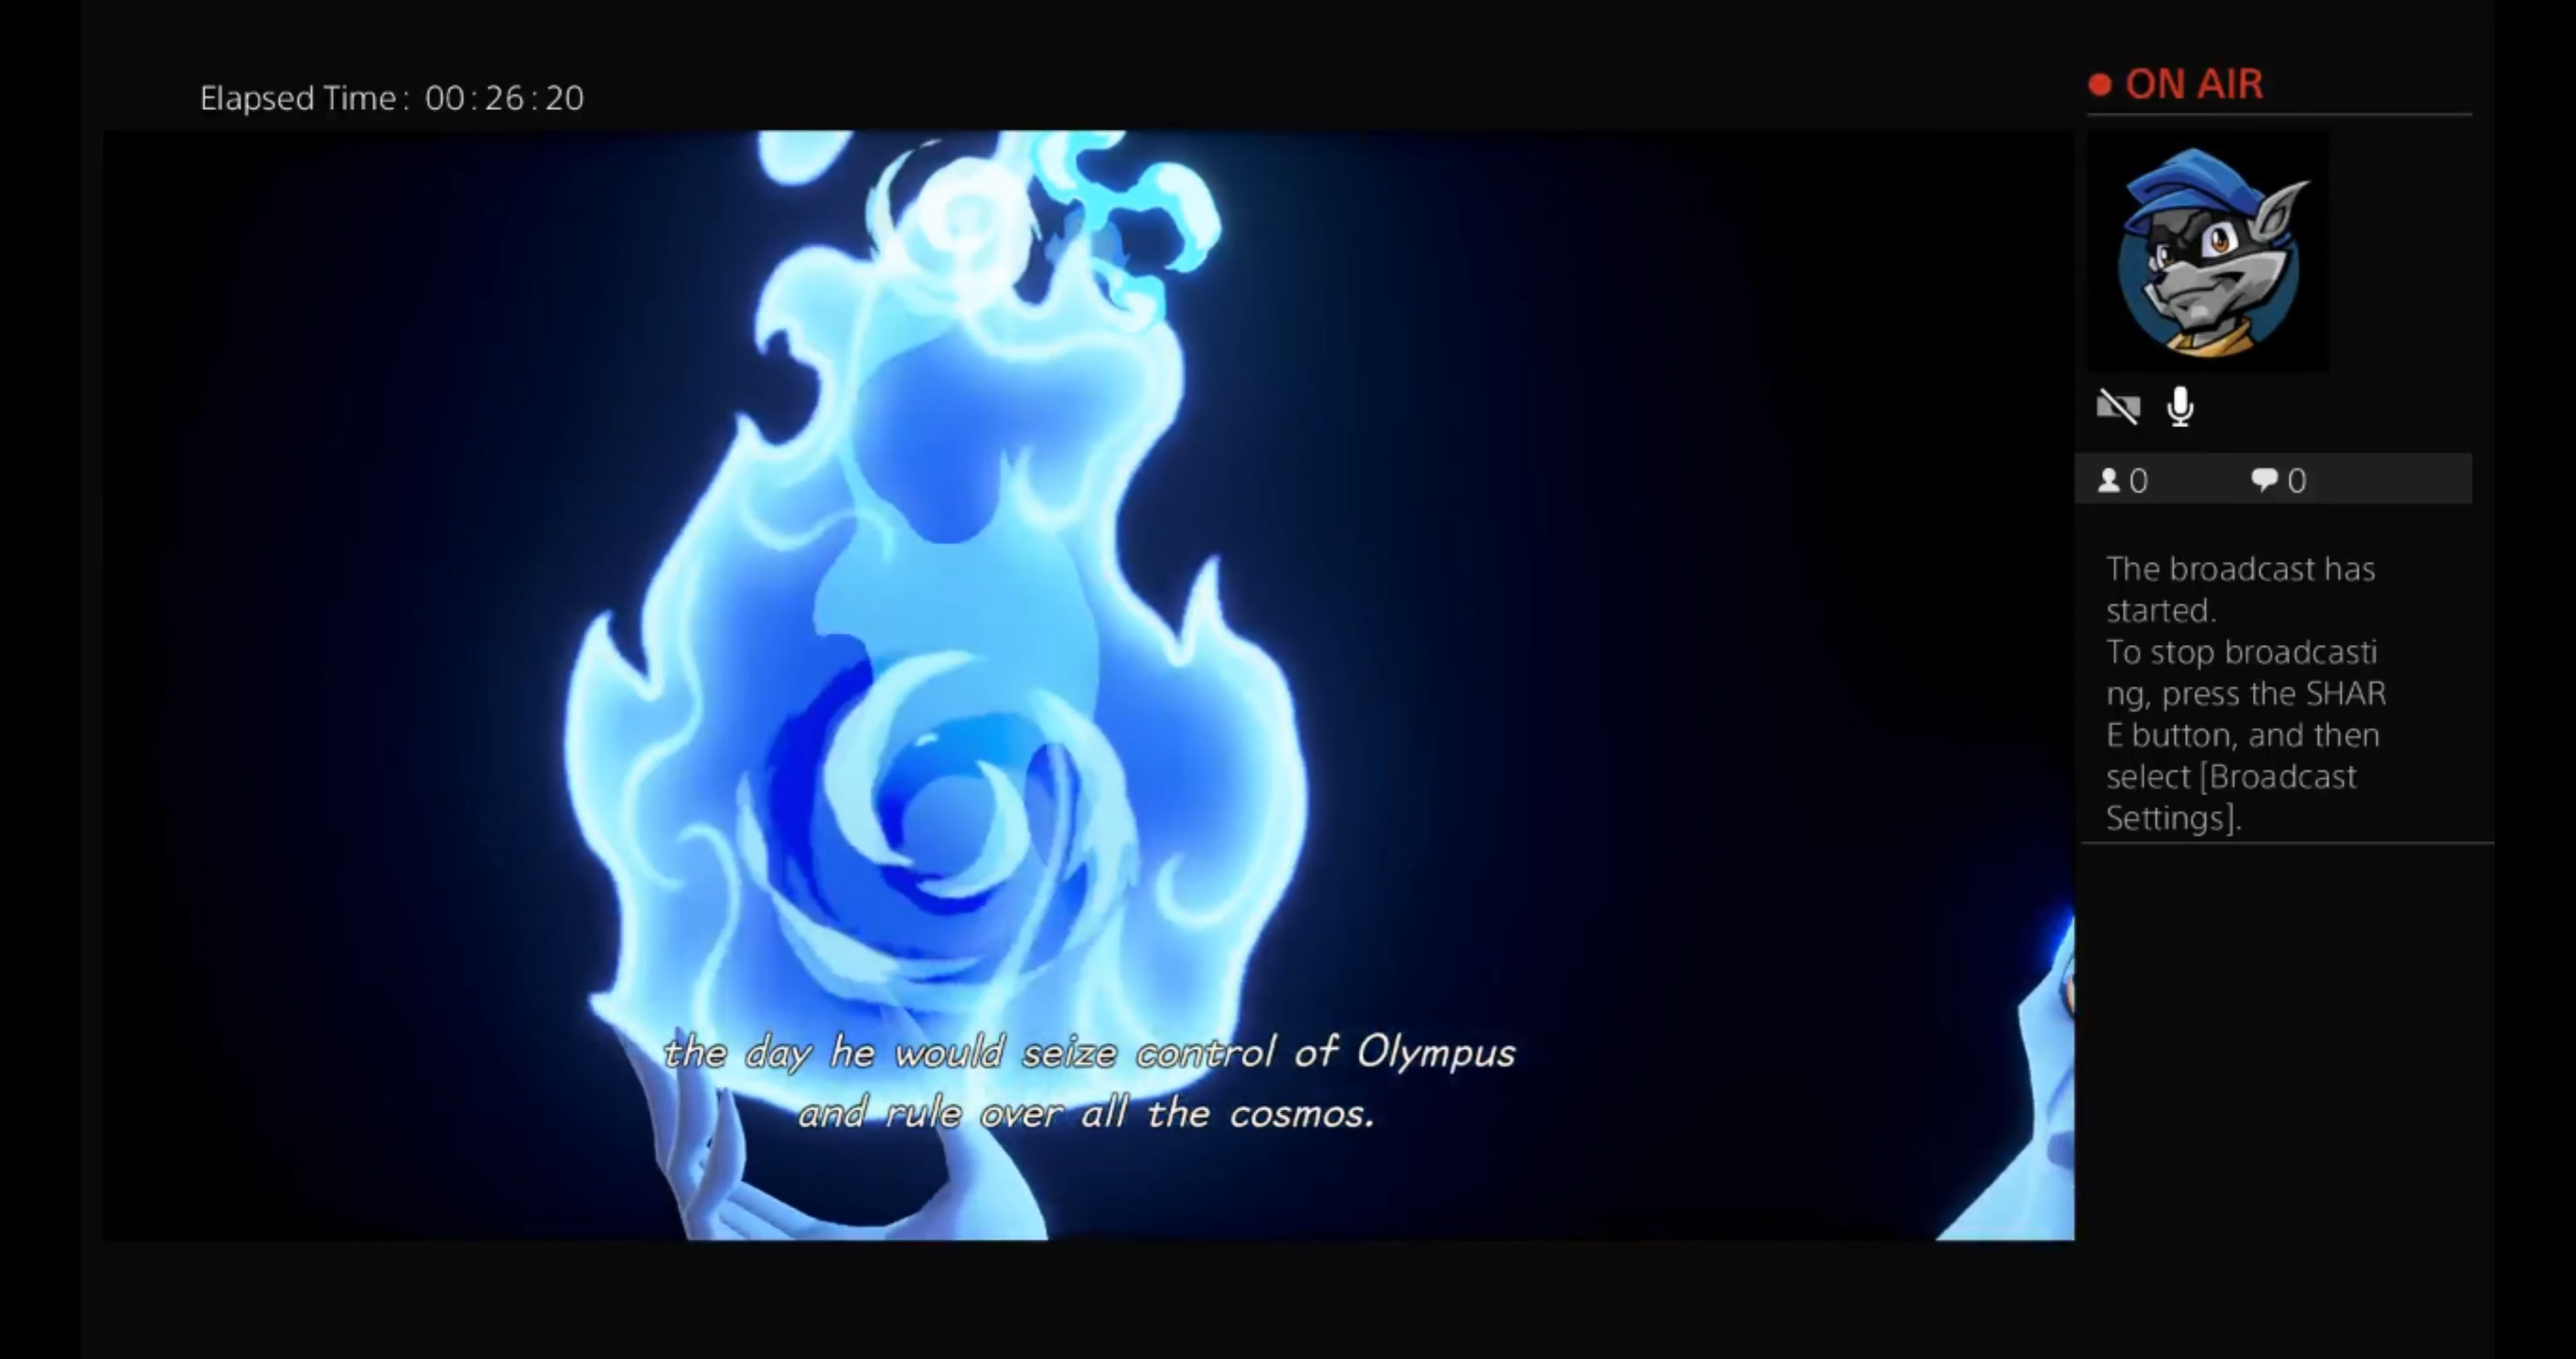 Elapsed Time: 00:26:20
ON AIR
0 0
The broadcast has
started.
To stop broadcasti
ng, press the SHAR
E button, and then
select [Broadcast
Settings].
the day he would seize control of Olympus
and rule over all the cosmos.